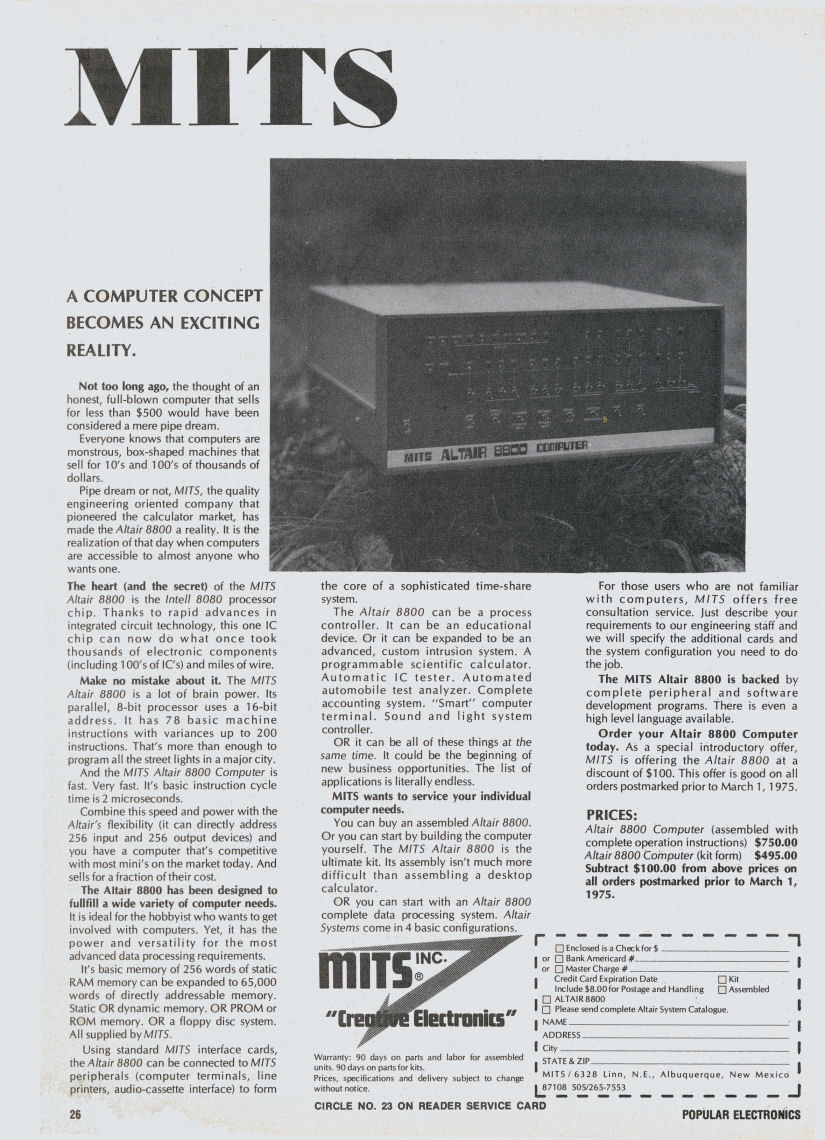 MITS
A COMPUTER CONCEPT
BECOMES AN EXCITING
REALITY.
Not too long ago, the thought of an
honest, full-blown computer that sells
for less than $500 would have been
considered a mere pipe dream.
Everyone knows that computers are
monstrous, box-shaped machines that
sell for 10's and 100's of thousands of
dollars.
Pipe dream or not, MITS, the quality
engineering oriented company that
pioneered the calculator market, has
made the Altair 8800 a reality. It is the
realization of that day when computers
are accessible to almost anyone who
wants one.
MITS ALTAIR 8800 COMPUTER
The heart (and the secret) of the MITS
Altair 8800 is the Intell 8080 processor
chip. Thanks to rapid advances in
integrated circuit technology, this one IC
chip can now do what once took
thousands of electronic components
(including 100's of IC's) and miles of wire.
Make no mistake about it. The MITS
Altair 8800 is a lot of brain power. Its
parallel, 8-bit processor uses a 16-bit
address. It has 78 basic machine
instructions with variances up to 200
instructions. That's more than enough to
program all the street lights in a major city.
And the MITS Altair 8800 Computer is
fast. Very fast. It's basic instruction cycle
time is 2 microseconds.
Combine this speed and power with the
Altair's flexibility (it can directly address
256 input and 256 output devices) and
you have a computer that's competitive
with most mini's on the market today. And
sells for a fraction of their cost.
The Altair 8800 has been designed to
fullfill a wide variety of computer needs.
It is ideal for the hobbyist who wants to get
involved with computers. Yet, it has the
power and versatility for the most
advanced data processing requirements.
It's basic memory of 256 words of static
RAM memory can be expanded to 65,000
words of directly addressable memory.
Static OR dynamic memory. OR PROM or
ROM memory. OR a floppy disc system.
All supplied by MITS.
Using standard MITS interface cards,
the Altair 8800 can be connected to MITS
peripherals (computer terminals, line
printers, audio-cassette interface) to form
the core of a sophisticated time-share
system.
The Altair 8800 can be a process
controller. It can be an educational
device. Or it can be expanded to be an
advanced, custom intrusion system. A
programmable scientific calculator.
Automatic IC tester. Automated
automobile test analyzer. Complete
accounting system. "Smart" computer
terminal. Sound and light system
controller.
OR it can be all of these things at the
same time. It could be the beginning of
new business opportunities. The list of
applications is literally endless.
MITS wants to service your individual
computer needs.
You can buy an assembled Altair 8800.
Or you can start by building the computer
yourself. The MITS Altair 8800 is the
ultimate kit. Its assembly isn't much more
difficult than assembling a desktop
calculator.
OR you can start with an Altair 8800
complete data processing system. Altair
Systems come in 4 basic configurations.
MITS INC.
®
"Creative Electronics"
Warranty: 90 days on parts and labor for assembled
units. 90 days on parts for kits.
Prices, specifications and delivery subject to change
without notice.
For those users who are not familiar
with computers, MITS offers free
consultation service. Just describe your
requirements to our engineering staff and
we will specify the additional cards and
the system configuration you need to do
the job.
The MITS Altair 8800 is backed by
complete peripheral and software
development programs. There is even a
high level language available.
Order your Altair 8800 Computer
today. As a special introductory offer,
MITS is offering the Altair 8800 at a
discount of $100. This offer is good on all
orders postmarked prior to March 1, 1975.
PRICES:
Altair 8800 Computer (assembled with
complete operation instructions) $750.00
Altair 8800 Computer (kit form) $495.00
Subtract $100.00 from above prices on
all orders postmarked prior to March 1,
1975.
Enclosed is a Check for $
or Bank Americard #
or Master Charge #
Credit Card Expiration Date Kit
Include $8.00 for Postage and Handling Assembled
ALTAIR 8800
Please send complete Altair System Catalogue.
NAME
ADDRESS
City
STATE & ZIP
MITS / 6328 Linn, N.E., Albuquerque, New Mexico
87108 505/265-7553
CIRCLE NO. 23 ON READER SERVICE CARD
26
POPULAR ELECTRONICS